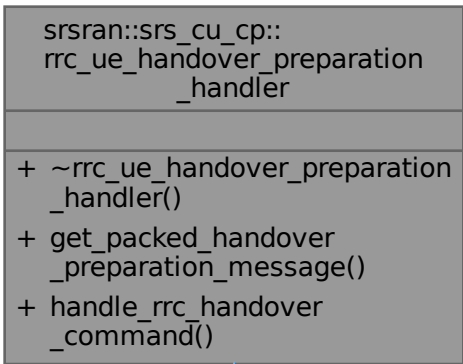 srsran::srs_cu_cp::
rrc_ue_handover_preparation
_handler
+ ~rrc_ue_handover_preparation
_handler()
+ get_packed_handover
_preparation_message()
+ handle_rrc_handover
_command()